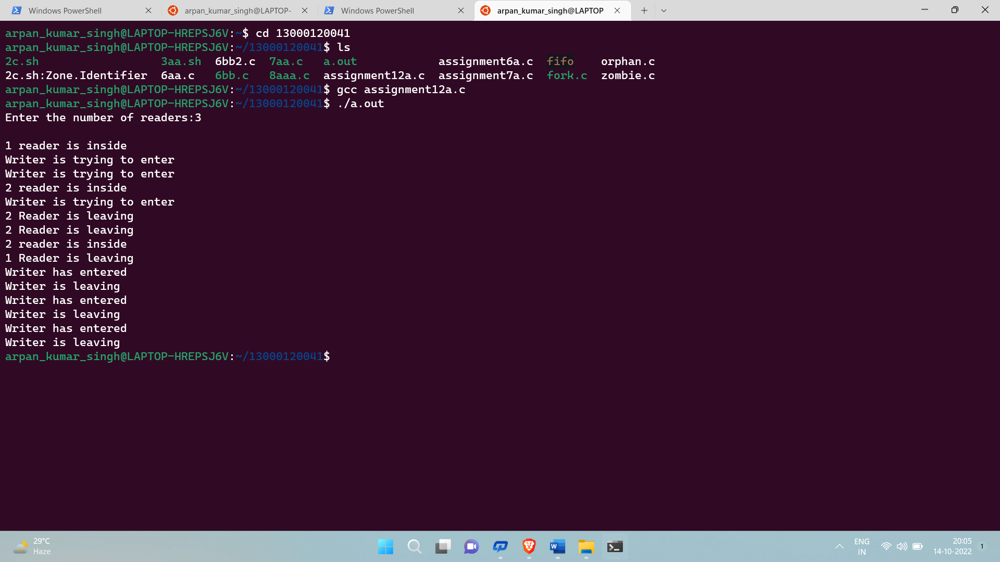 Windows PowerShell arpan_kumar_singh@LAPTOP- Windows PowerShell arpan_kumar_singh@LAPTOP
arpan_kumar_singh@LAPTOP-HREPSJ6V:~$ cd 13000120041
arpan_kumar_singh@LAPTOP-HREPSJ6V:~/13000120041$ ls
2c.sh 3aa.sh 6bb2.c 7aa.c a.out assignment6a.c fifo orphan.c
2c.sh:Zone.Identifier 6aa.c 6bb.c 8aaa.c assignment12a.c assignment7a.c fork.c zombie.c
arpan_kumar_singh@LAPTOP-HREPSJ6V:~/13000120041$ gcc assignment12a.c
arpan_kumar_singh@LAPTOP-HREPSJ6V:~/13000120041$ ./a.out
Enter the number of readers:3
1 reader is inside
Writer is trying to enter
Writer is trying to enter
2 reader is inside
Writer is trying to enter
2 Reader is leaving
2 Reader is leaving
2 reader is inside
1 Reader is leaving
Writer has entered
Writer is leaving
Writer has entered
Writer is leaving
Writer has entered
Writer is leaving
arpan_kumar_singh@LAPTOP-HREPSJ6V:~/13000120041$
29°C
Haze
W
ENG
IN
20:05
14-10-2022
1